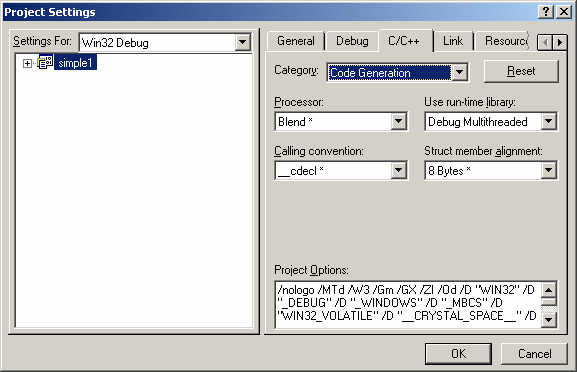 Project Settings
Settings For: Win32 Debug
simple1
General Debug C/C++ Link Resourc
Category: Code Generation Reset
Processor: Use run-time library:
Blend * Debug Multithreaded
Calling convention: Struct member alignment:
__cdecl * 8 Bytes *
Project Options:
/nologo /MTd /W3 /Gm /GX /ZI /Od /D "WIN32" /D
"_DEBUG" /D "_WINDOWS" /D "_MBCS" /D
"WIN32_VOLATILE" /D "__CRYSTAL_SPACE__" /D
OK Cancel